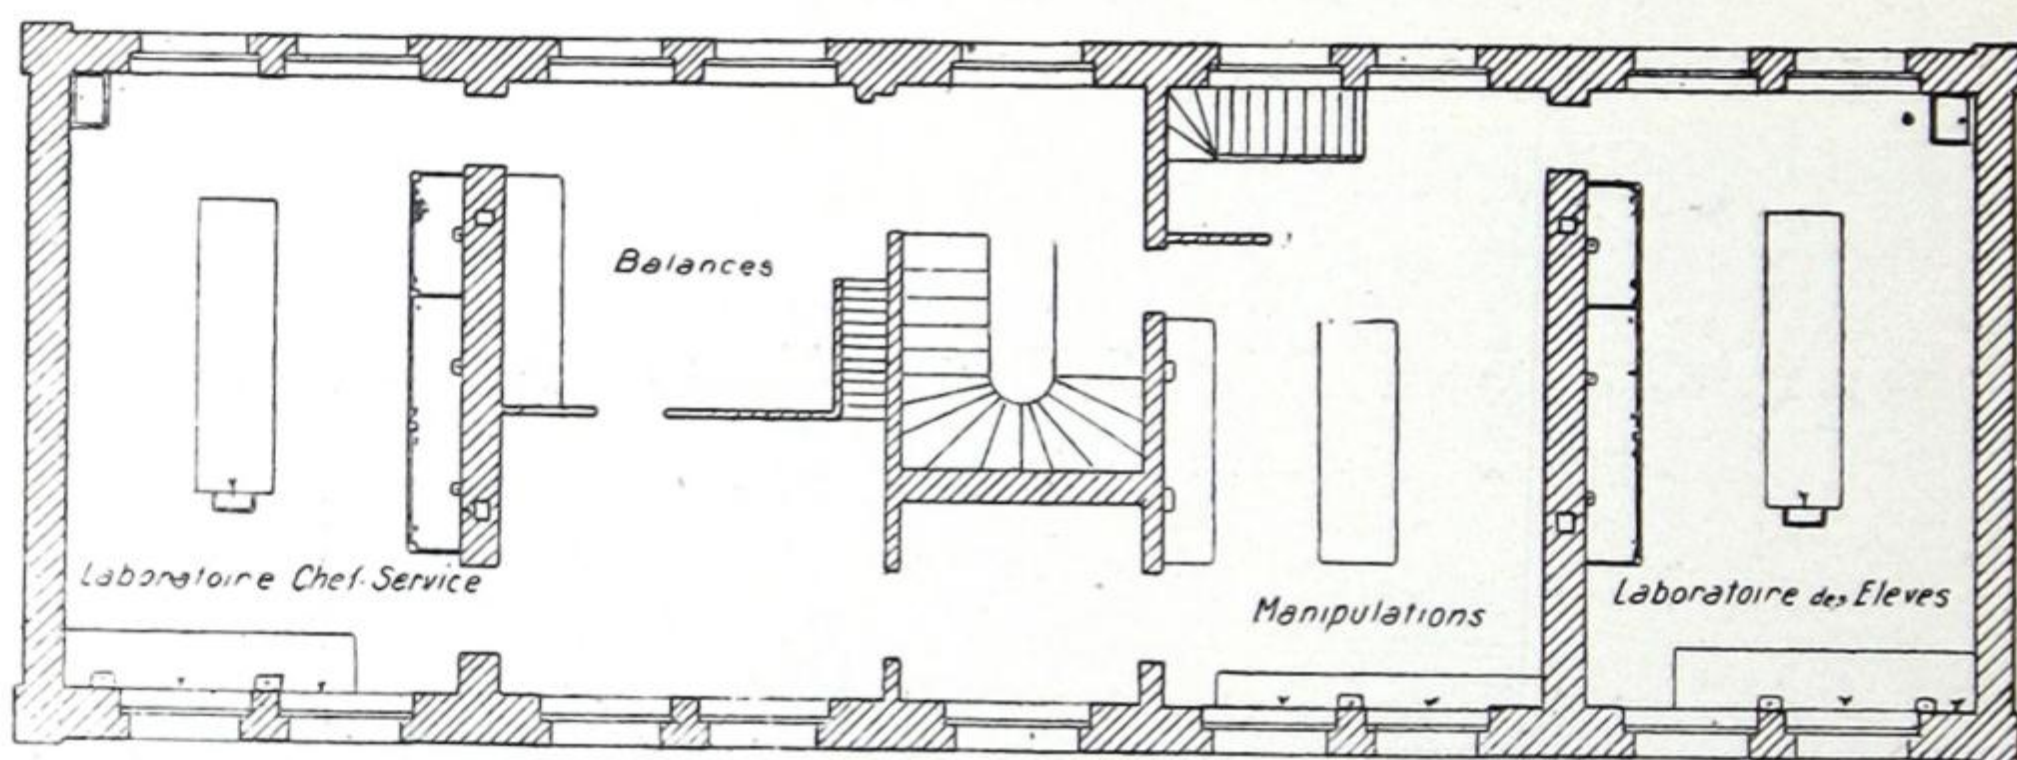 Balances
Laboratoire Chef-Service
Manipulations
Laboratoire des Eleves